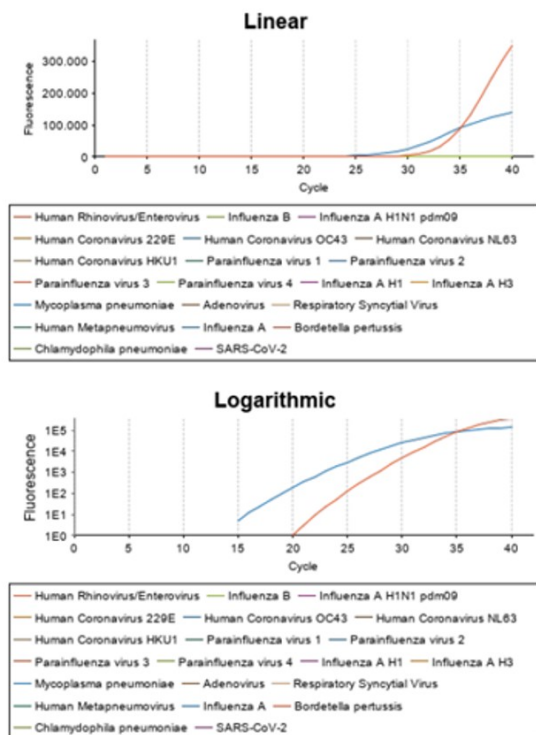 Linear
Fluorescence
300.000
200.000
100.000
0
0 5 10 15 20 25 30 35 40
Cycle
Human Rhinovirus/Enterovirus Influenza B Influenza A H1N1 pdm09
Human Coronavirus 229E Human Coronavirus OC43 Human Coronavirus NL63
Human Coronavirus HKU1 Parainfluenza virus 1 Parainfluenza virus 2
Parainfluenza virus 3 Parainfluenza virus 4 Influenza A H1 Influenza A H3
Mycoplasma pneumoniae Adenovirus Respiratory Syncytial Virus
Human Metapneumovirus Influenza A Bordetella pertussis
Chlamydophila pneumoniae SARS-CoV-2
Logarithmic
Fluorescence
1E5
1E4
1E3
1E2
1E1
1E0
0 5 10 15 20 25 30 35 40
Cycle
Human Rhinovirus/Enterovirus Influenza B Influenza A H1N1 pdm09
Human Coronavirus 229E Human Coronavirus OC43 Human Coronavirus NL63
Human Coronavirus HKU1 Parainfluenza virus 1 Parainfluenza virus 2
Parainfluenza virus 3 Parainfluenza virus 4 Influenza A H1 Influenza A H3
Mycoplasma pneumoniae Adenovirus Respiratory Syncytial Virus
Human Metapneumovirus Influenza A Bordetella pertussis
Chlamydophila pneumoniae SARS-CoV-2